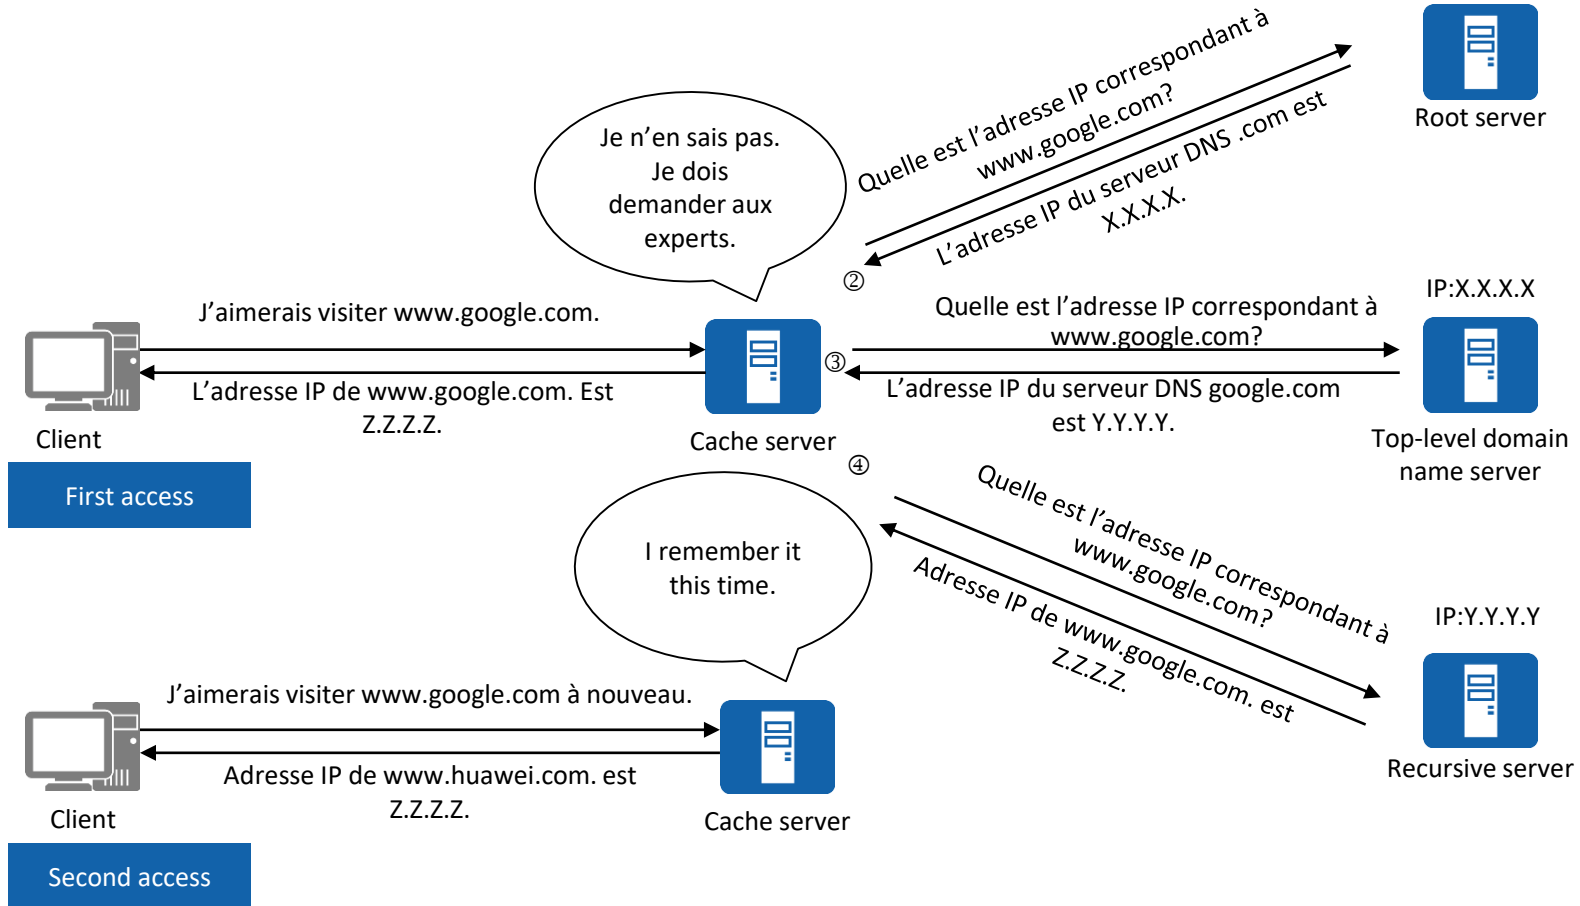 Quelle est l’adresse IP correspondant à
www.google.com?
L’adresse IP du serveur DNS .com est
X.X.X.X.
Root server
Je n’en sais pas.
Je dois
demander aux
experts.
②
J’aimerais visiter www.google.com.
L’adresse IP de www.google.com. Est
Z.Z.Z.Z.
Client
First access
Cache server
③
Quelle est l’adresse IP correspondant à
www.google.com?
L’adresse IP du serveur DNS google.com
est Y.Y.Y.Y.
IP:X.X.X.X
Top-level domain
name server
④
Quelle est l’adresse IP correspondant à
www.google.com?
Adresse IP de www.google.com. est
Z.Z.Z.Z.
IP:Y.Y.Y.Y
Recursive server
I remember it
this time.
J’aimerais visiter www.google.com à nouveau.
Adresse IP de www.huawei.com. est
Z.Z.Z.Z.
Client
Cache server
Second access